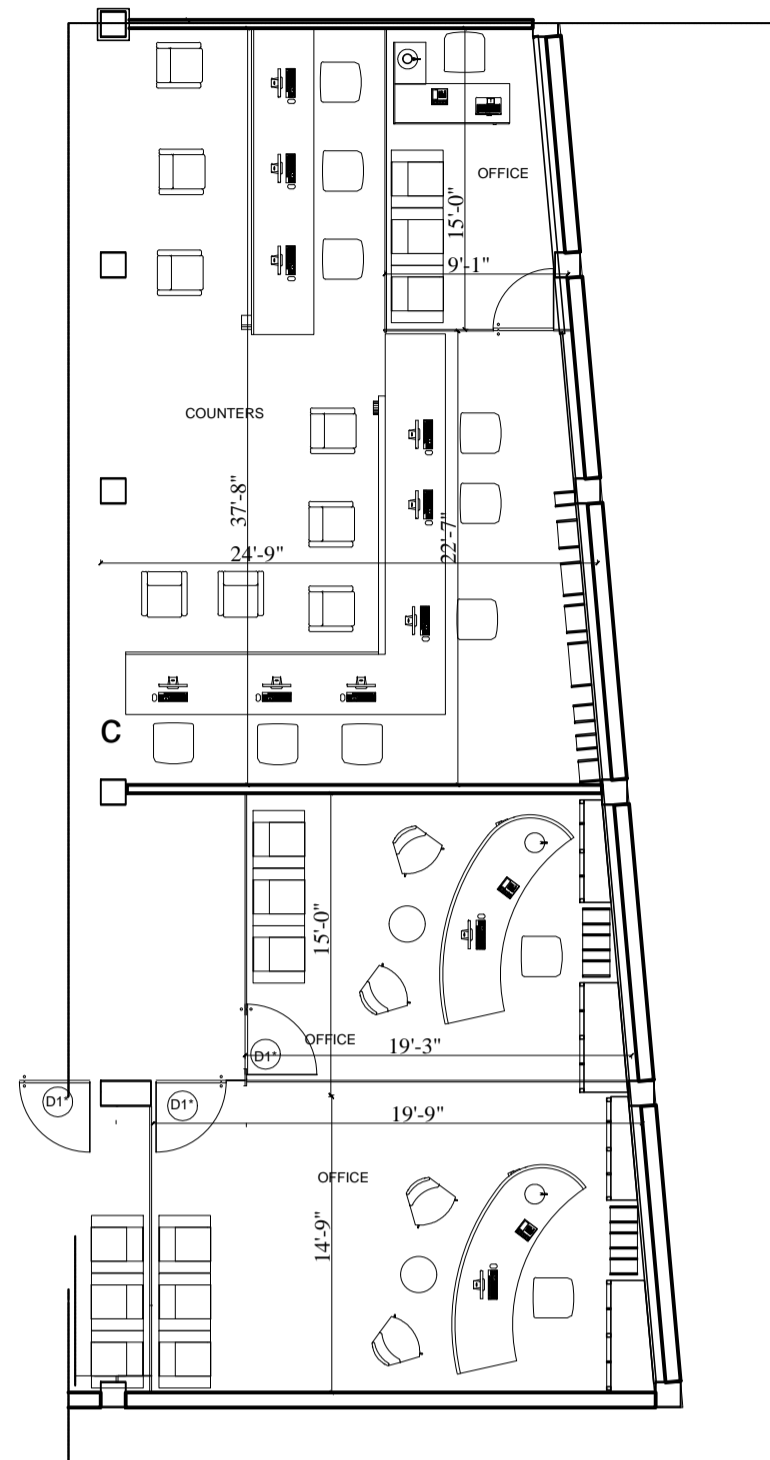 OFFICE
15'-0"
9'-1"
COUNTERS
37'-8"
22'-7"
24'-9"
C
15'-0"
OFFICE
D1*
19'-3"
D1*
D1*
19'-9"
OFFICE
14'-9"